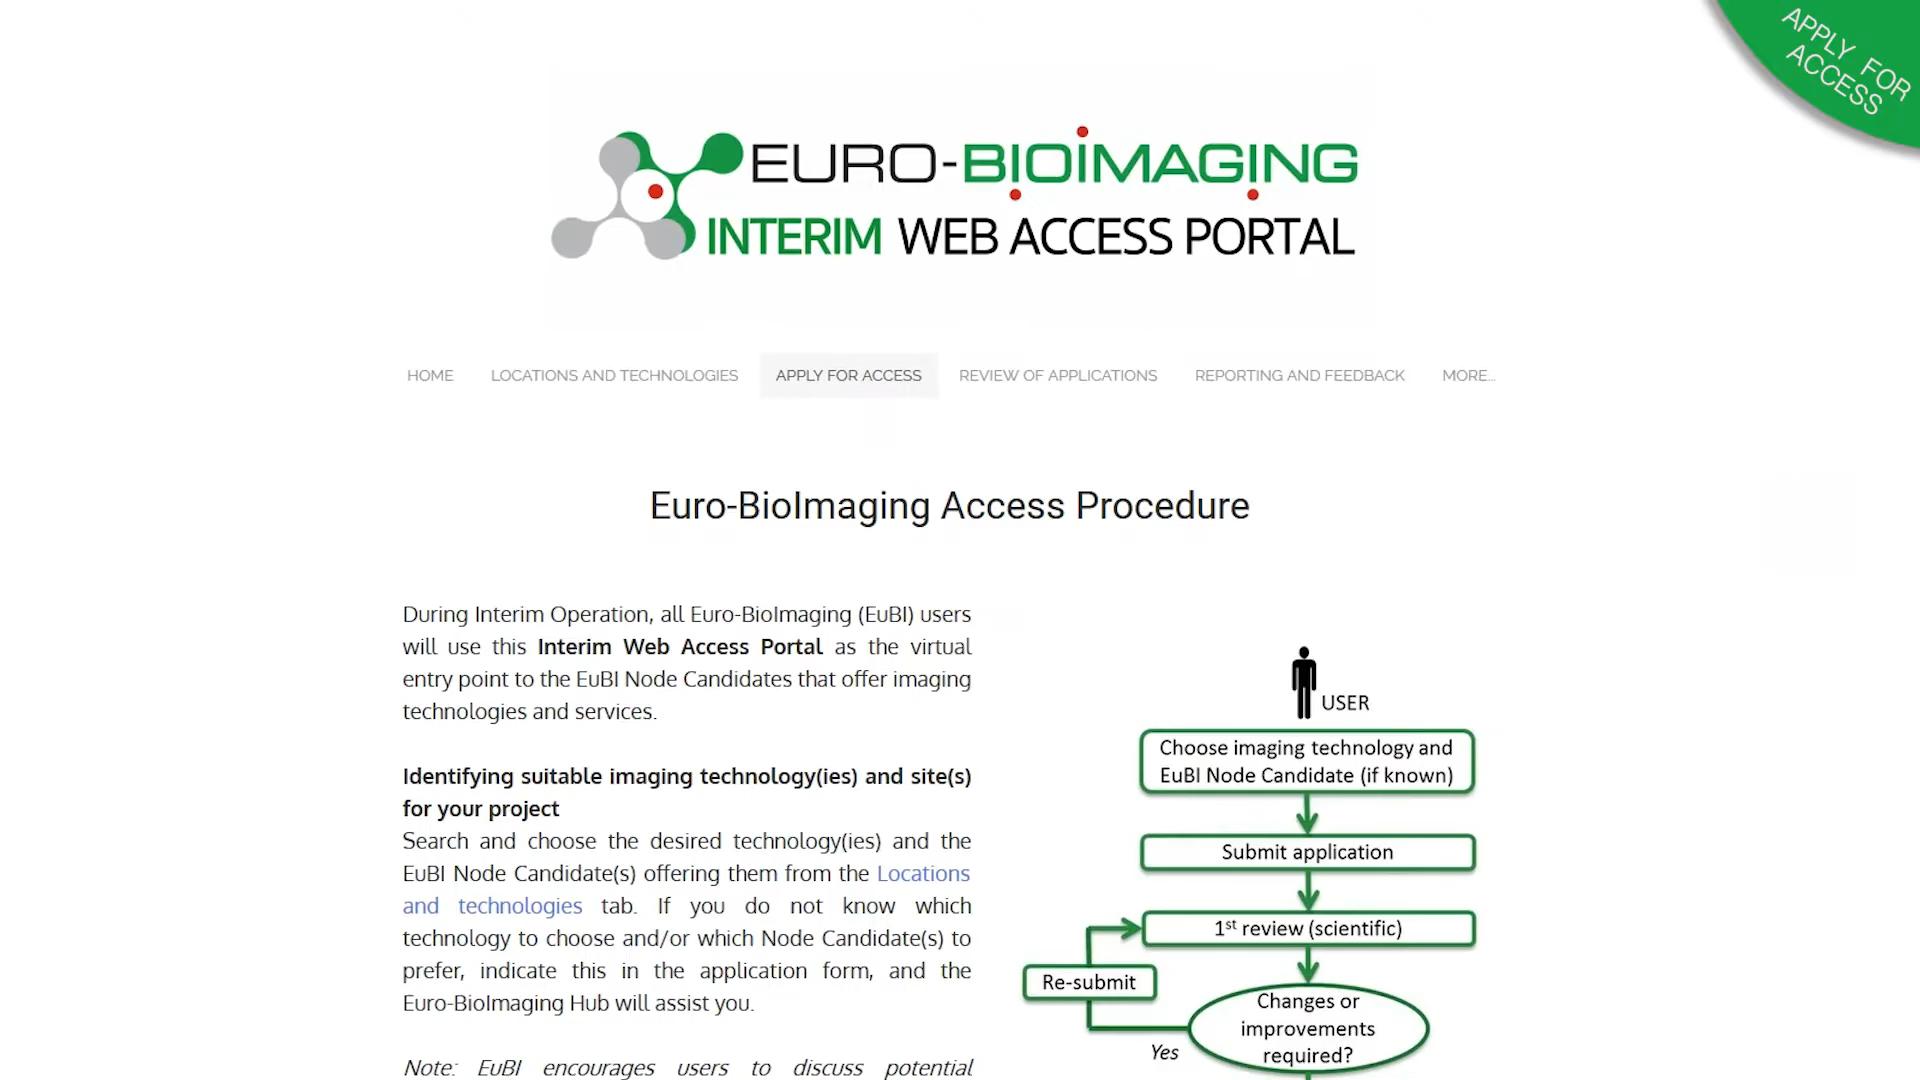 APPLY FOR
ACCESS
EURO-BIOIMAGING
INTERIM WEB ACCESS PORTAL
HOME
LOCATIONS AND TECHNOLOGIES
APPLY FOR ACCESS
REVIEW OF APPLICATIONS
REPORTING AND FEEDBACK
MORE...
Euro-BioImaging Access Procedure
During Interim Operation, all Euro-BioImaging (EuBI) users
will use this Interim Web Access Portal as the virtual
entry point to the EuBI Node Candidates that offer imaging
technologies and services.
Identifying suitable imaging technology(ies) and site(s)
for your project
Search and choose the desired technology(ies) and the
EuBI Node Candidate(s) offering them from the Locations
and technologies tab. If you do not know which
technology to choose and/or which Node Candidate(s) to
prefer, indicate this in the application form, and the
Euro-BioImaging Hub will assist you.
Note: EuBI encourages users to discuss potential
USER
Choose imaging technology and
EuBI Node Candidate (if known)
Submit application
1st review (scientific)
Re-submit
Changes or
improvements
required?
Yes